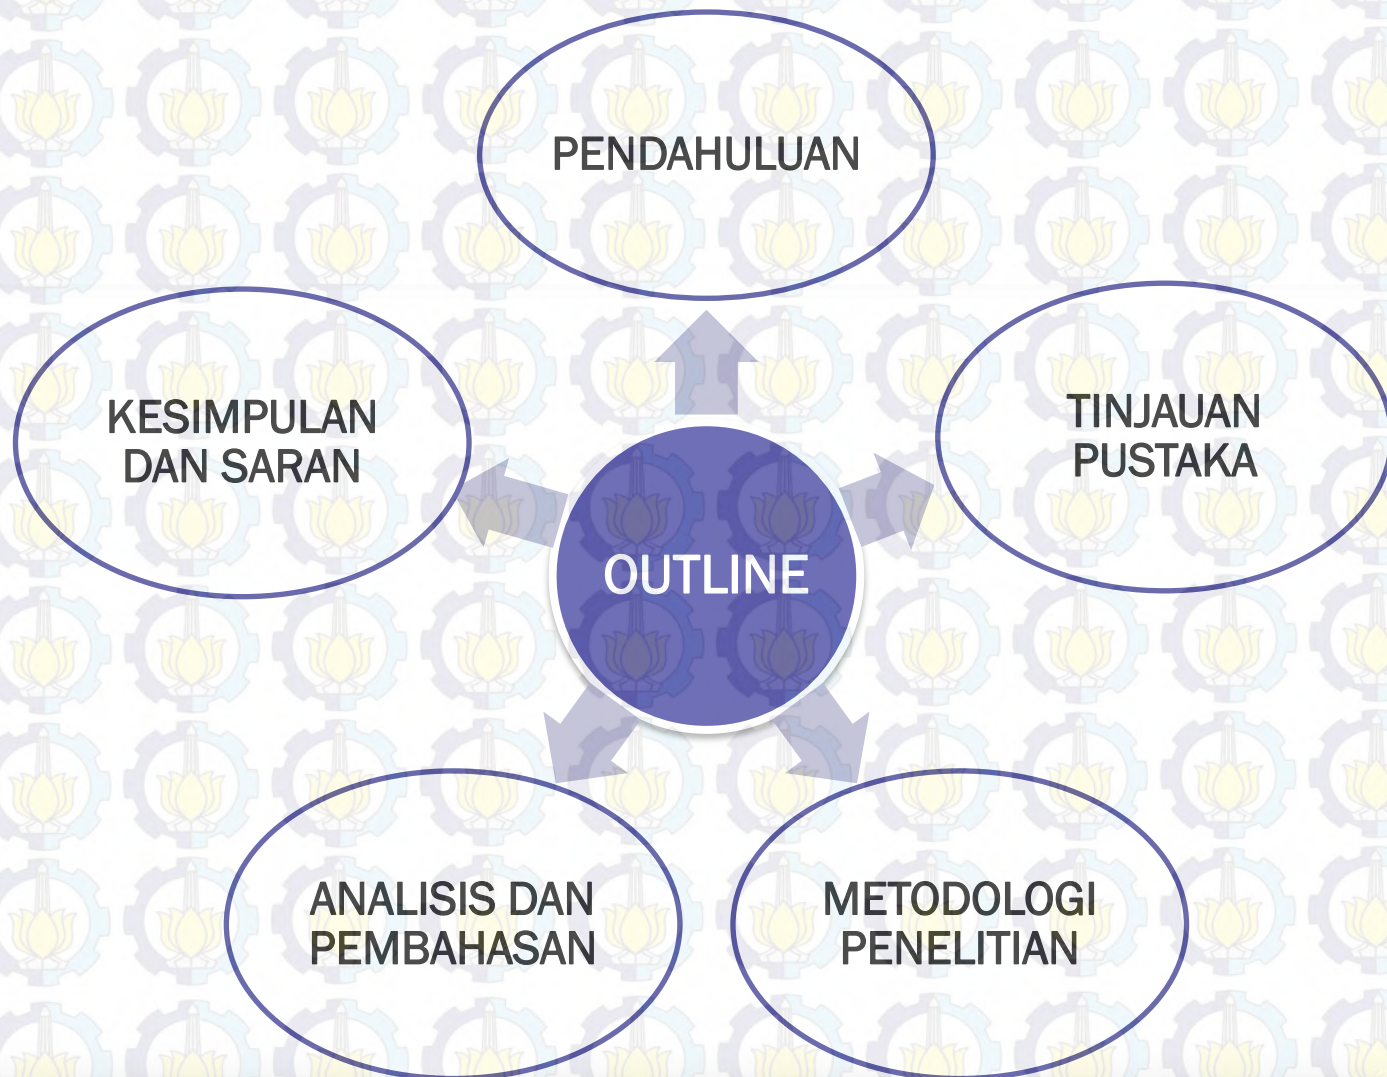 PENDAHULUAN
TINJAUAN
PUSTAKA
METODOLOGI
PENELITIAN
ANALISIS DAN
PEMBAHASAN
KESIMPULAN
DAN SARAN
OUTLINE